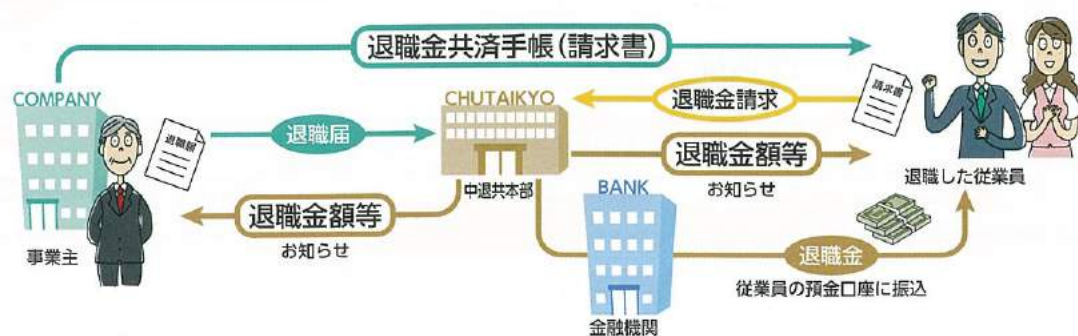 退職金共済手帳(請求書)
COMPANY
退職届
退職届
CHUTAIKYO
中退共本部
退職金請求
請求書
退職金額等
お知らせ
退職した従業員
事業主
退職金額等
お知らせ
BANK
金融機関
退職金
従業員の預金口座に振込